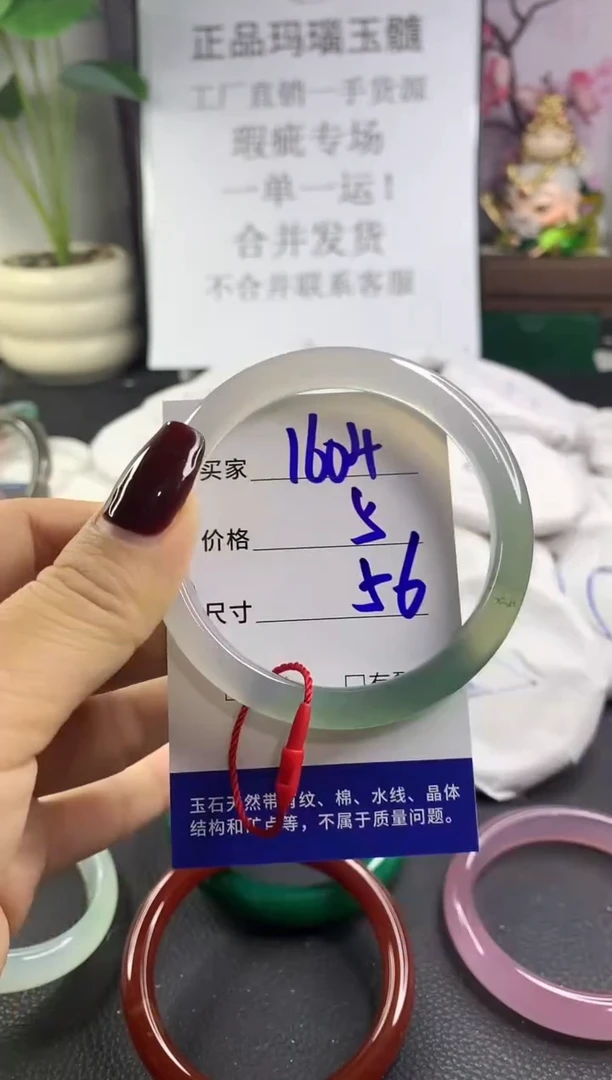 正品玛瑙玉髓
工厂直销一手货源
瑕疵专场
一单一运！
合并发货
不合并联系客服
买家 1604
价格 5
尺寸 56
玉石天然带有纹、棉、水线、晶体
结构和矿点等，不属于质量问题。